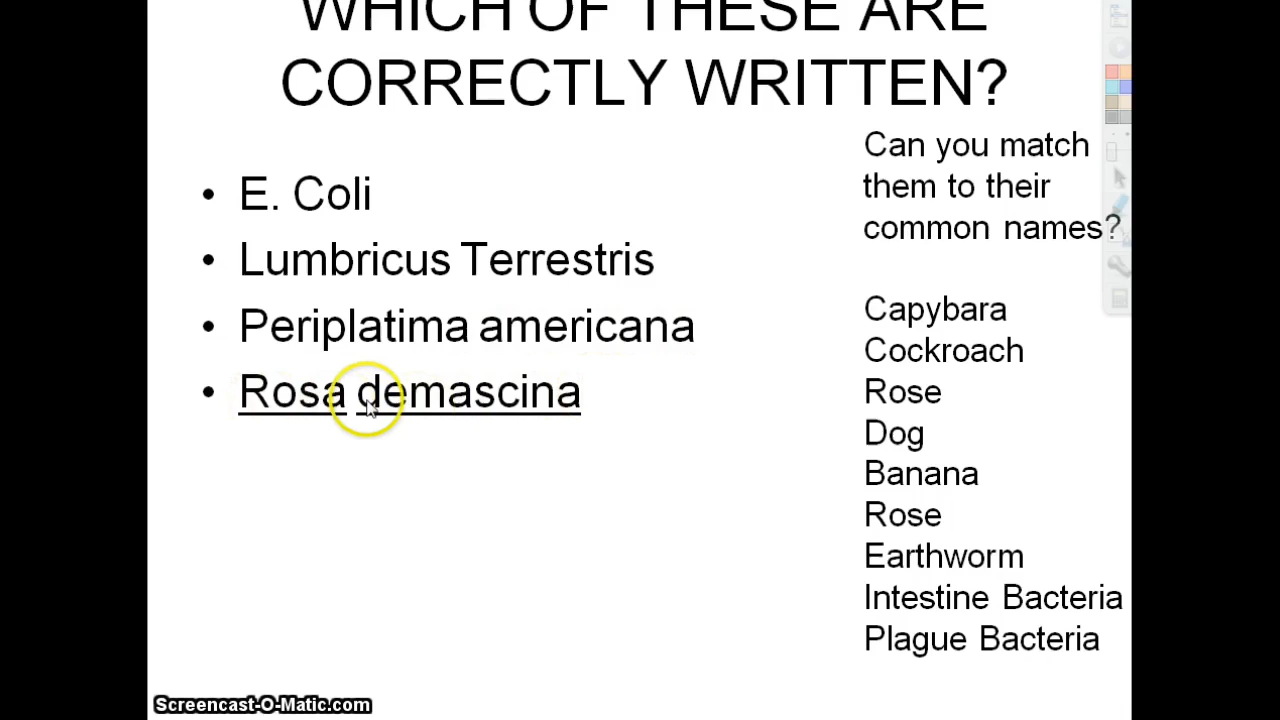 WHICH OF THESE ARE
CORRECTLY WRITTEN?
• E. Coli
• Lumbricus Terrestris
• Periplatima americana
• Rosa demascina
Can you match
them to their
common names?
Capybara
Cockroach
Rose
Dog
Banana
Rose
Earthworm
Intestine Bacteria
Plague Bacteria
Screencast-O-Matic.com